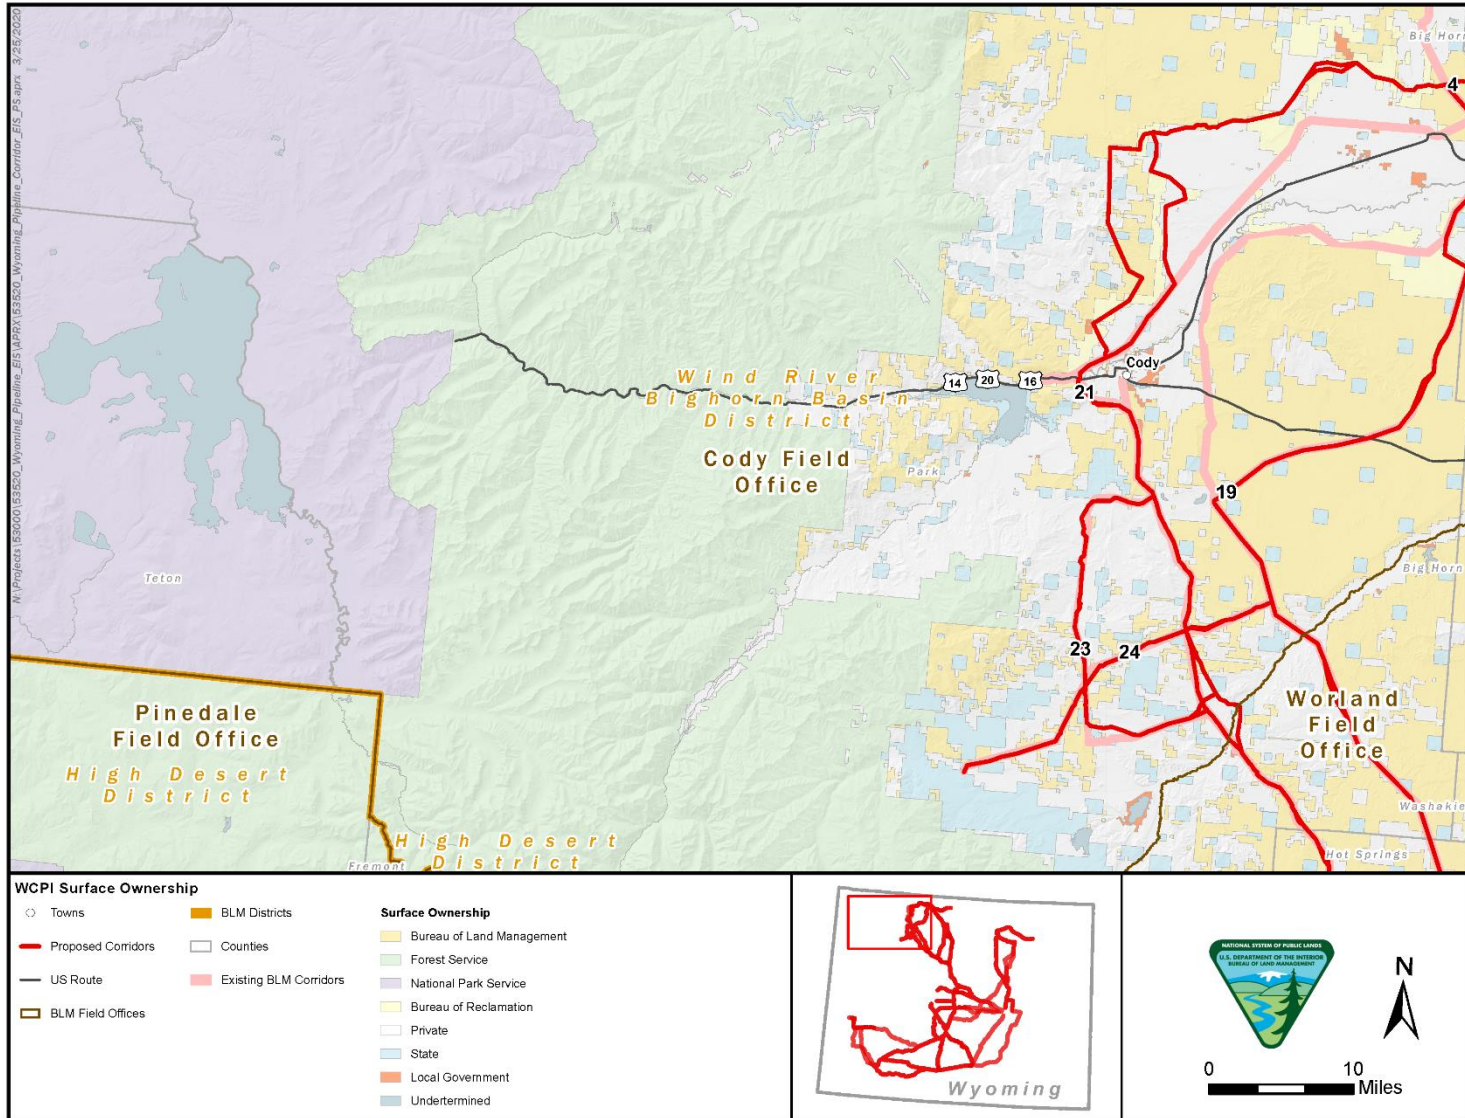 N:\Projects\53000\53520_Wyoming_Pipeline_EIS\APRX\53520_Wyoming_Pipeline_Corridor_EIS_PS.aprx 3/25/2020
Big Horn
4
Cody
14
20
16
21
Wind River
Bighorn Basin
District
Cody Field
Office
Park
19
Big Horn
Teton
23
24
Pinedale
Field Office
High Desert
District
Worland
Field
Office
Washakie
High Desert
District
Fremont
Hot Springs
WCPI Surface Ownership
Towns
Proposed Corridors
US Route
BLM Field Offices
BLM Districts
Counties
Existing BLM Corridors
Surface Ownership
Bureau of Land Management
Forest Service
National Park Service
Bureau of Reclamation
Private
State
Local Government
Undertermined
Wyoming
NATIONAL SYSTEM OF PUBLIC LANDS
U.S. DEPARTMENT OF THE INTERIOR
BUREAU OF LAND MANAGEMENT
N
0 10
Miles